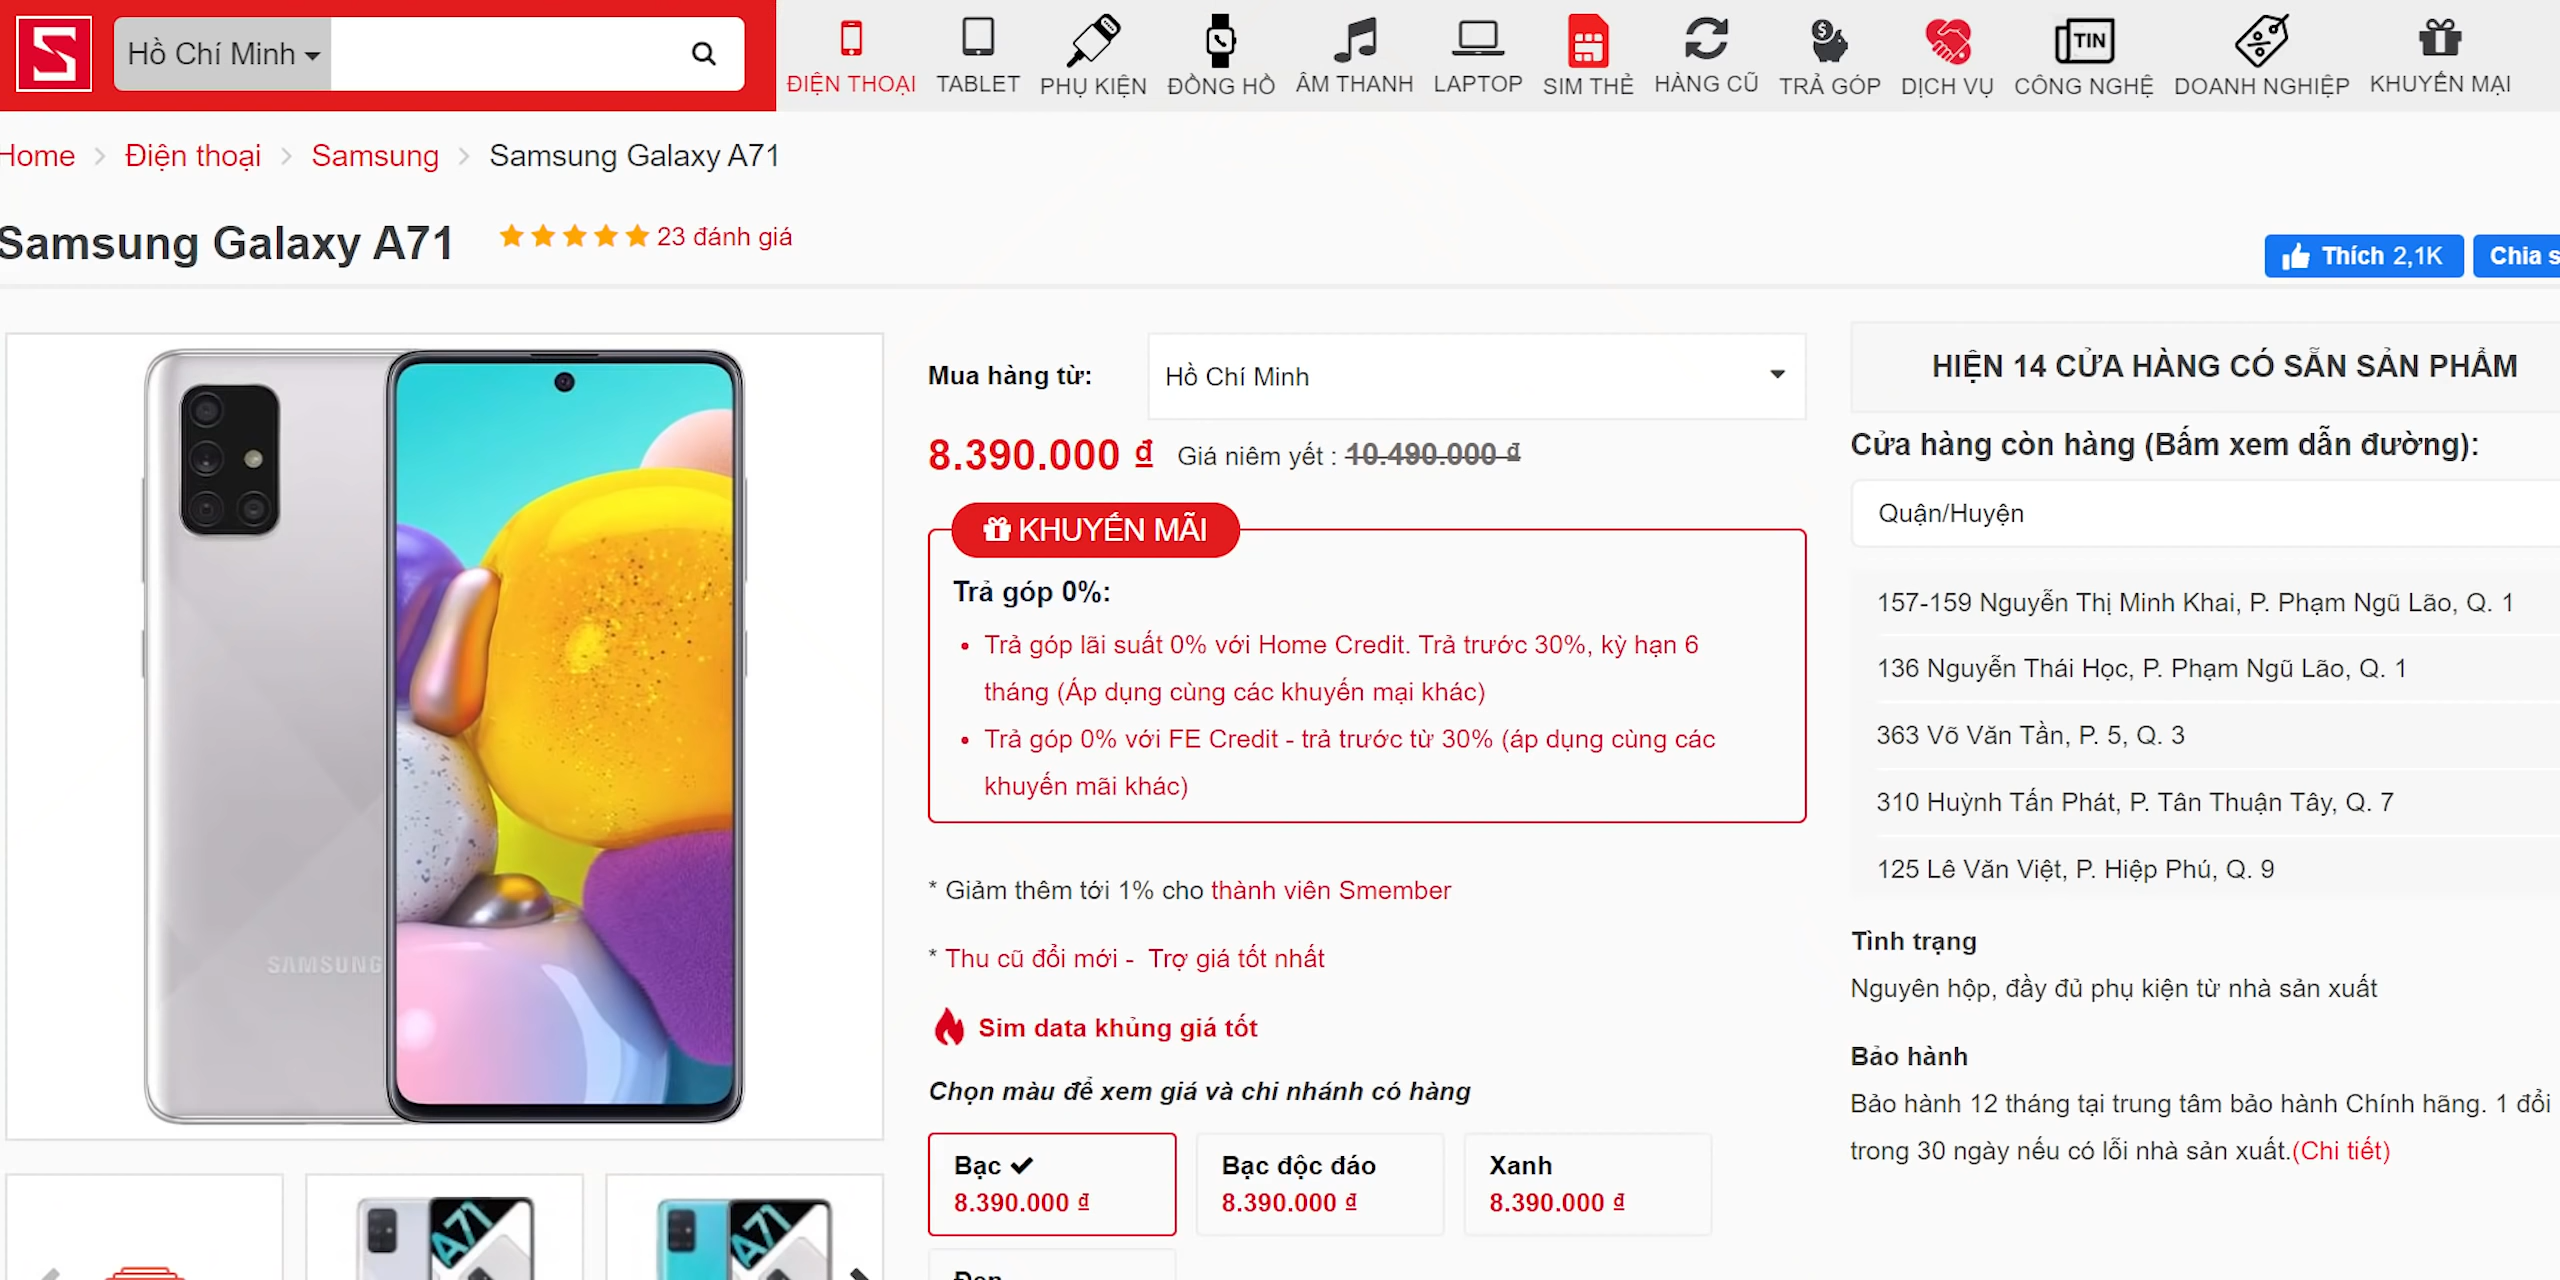 Hồ Chí Minh
ĐIỆN THOẠI
TABLET
PHỤ KIỆN
ĐỒNG HỒ
ÂM THANH
LAPTOP
SIM THẺ
HÀNG CŨ
TRẢ GÓP
DỊCH VỤ
TIN
CÔNG NGHỆ
DOANH NGHIỆP
KHUYẾN MẠI
Home > Điện thoại > Samsung > Samsung Galaxy A71
Samsung Galaxy A71
23 đánh giá
Thích 2,1K
Chia s
SAMSUNG
A71
A71
Mua hàng từ:
Hồ Chí Minh
8.390.000 ₫ Giá niêm yết : 10.490.000 ₫
KHUYẾN MÃI
Trả góp 0%:
• Trả góp lãi suất 0% với Home Credit. Trả trước 30%, kỳ hạn 6
tháng (Áp dụng cùng các khuyến mại khác)
• Trả góp 0% với FE Credit - trả trước từ 30% (áp dụng cùng các
khuyến mãi khác)
* Giảm thêm tới 1% cho thành viên Smember
* Thu cũ đổi mới - Trợ giá tốt nhất
Sim data khủng giá tốt
Chọn màu để xem giá và chi nhánh có hàng
Bạc
8.390.000 ₫
Bạc độc đáo
8.390.000 ₫
Xanh
8.390.000 ₫
HIỆN 14 CỬA HÀNG CÓ SẴN SẢN PHẨM
Cửa hàng còn hàng (Bấm xem dẫn đường):
Quận/Huyện
157-159 Nguyễn Thị Minh Khai, P. Phạm Ngũ Lão, Q. 1
136 Nguyễn Thái Học, P. Phạm Ngũ Lão, Q. 1
363 Võ Văn Tần, P. 5, Q. 3
310 Huỳnh Tấn Phát, P. Tân Thuận Tây, Q. 7
125 Lê Văn Việt, P. Hiệp Phú, Q. 9
Tình trạng
Nguyên hộp, đầy đủ phụ kiện từ nhà sản xuất
Bảo hành
Bảo hành 12 tháng tại trung tâm bảo hành Chính hãng. 1 đổi
trong 30 ngày nếu có lỗi nhà sản xuất.(Chi tiết)